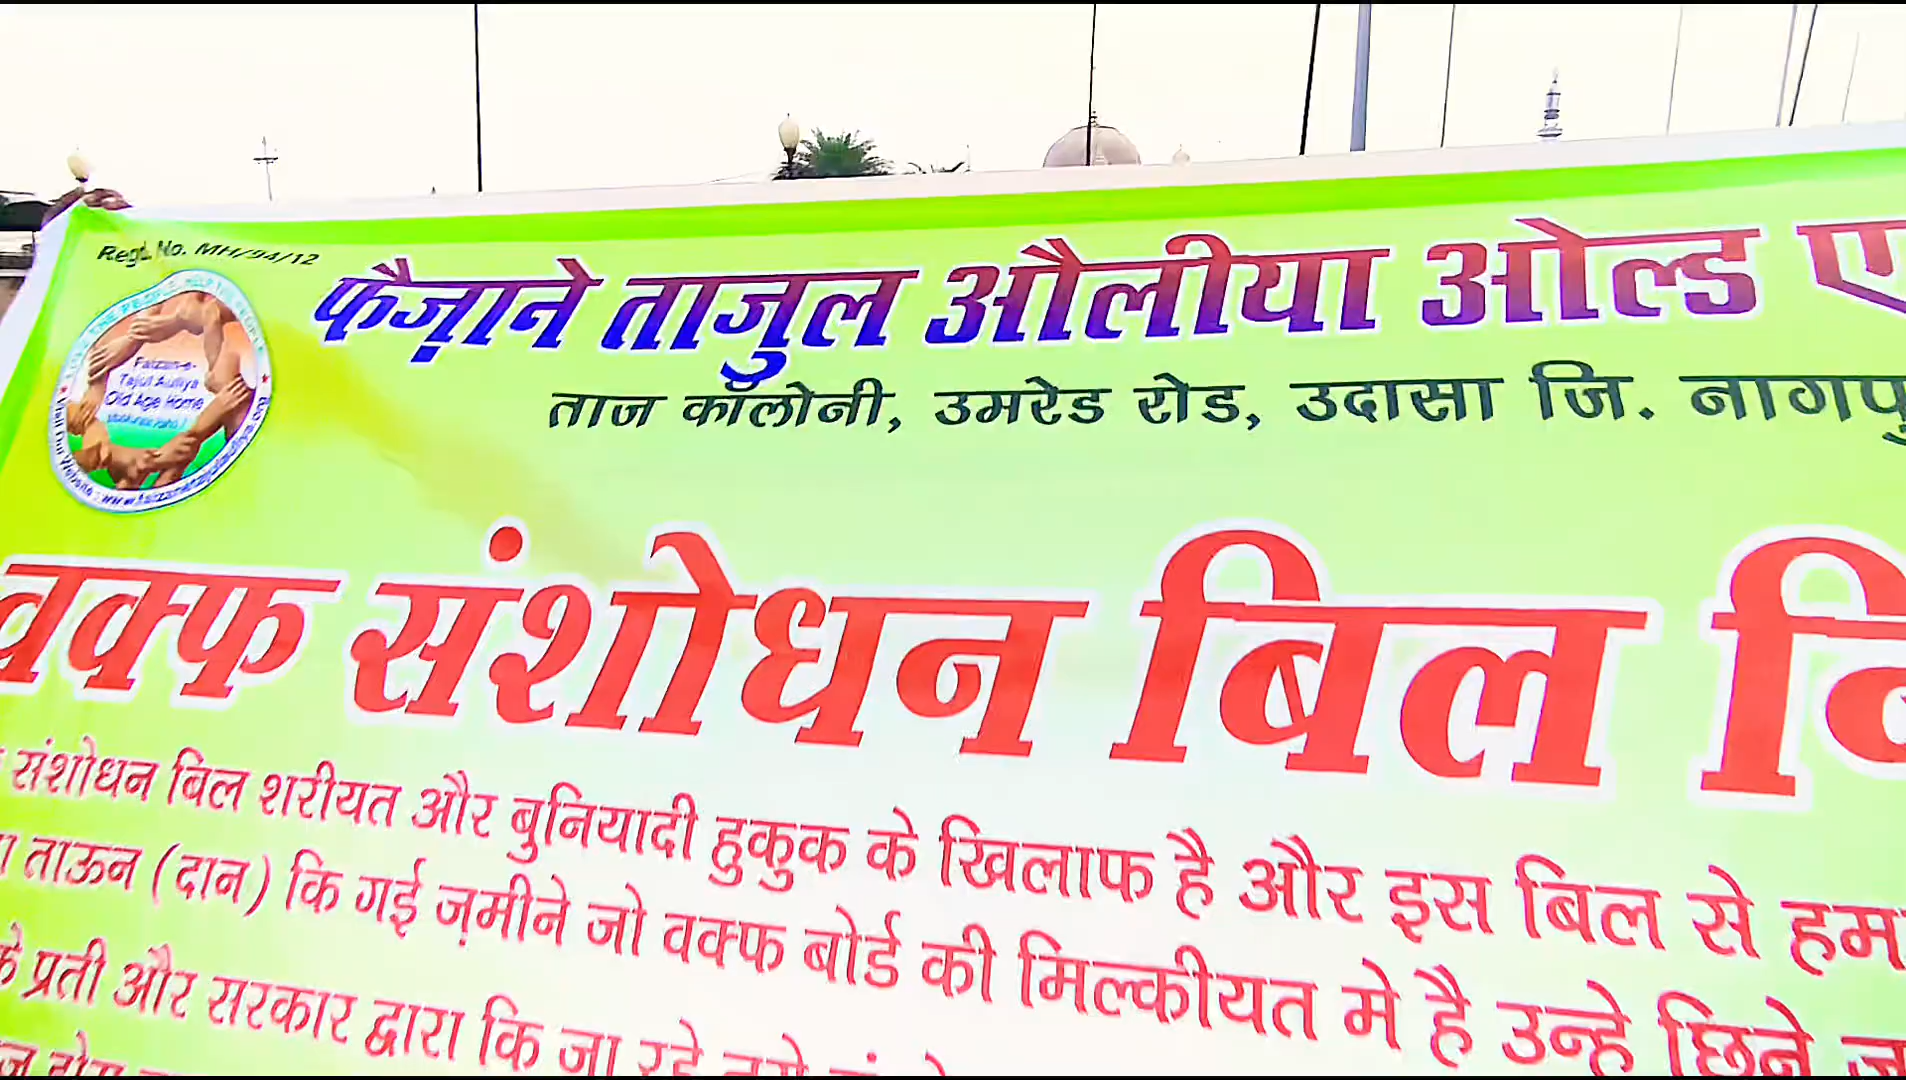 Regd. No. MH/94/12
फैज़ाने ताजुल औलीया ओल्ड
ताज कॉलोनी, उमरेड रोड, उदासा जि. नागपु
Faizan-e-
Tajul Auliya
Old Age Home
वक्फ संशोधन बिल
संशोधन बिल शरीयत और बुनियादी हुकुक के खिलाफ है और इस बिल से हम
ताऊन (दान) कि गई ज़मीने जो वक्फ बोर्ड की मिल्कीयत मे है उन्हे छिने
के प्रती और सरकार द्वारा कि जा रहे